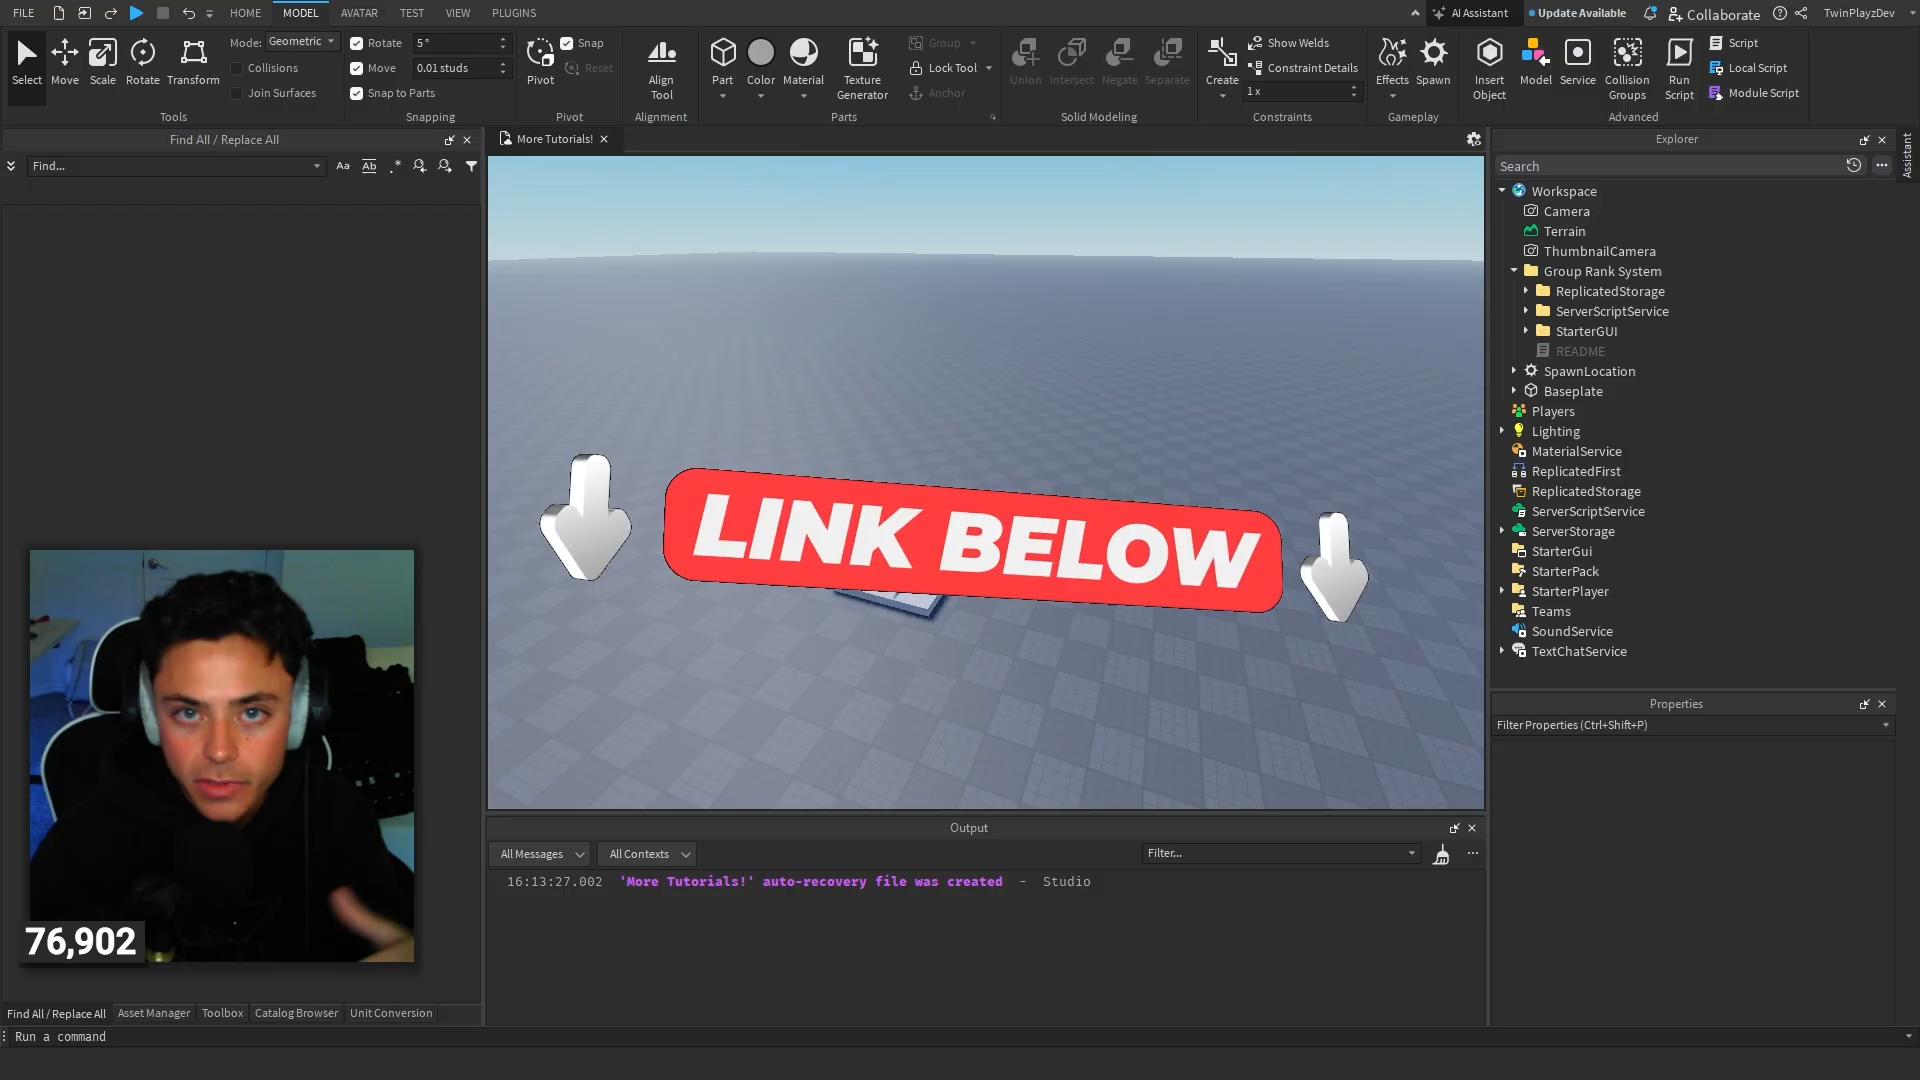 FILE
HOME
MODEL
AVATAR
TEST
VIEW
PLUGINS
AI Assistant
Update Available
Collaborate
TwinPlayzDev
Select
Move
Scale
Rotate
Transform
Mode: Geometric
Collisions
Join Surfaces
Tools
Rotate 5°
Move 0.01 studs
Snap to Parts
Snapping
Pivot
Snap
Reset
Pivot
Align
Tool
Alignment
Part
Color
Material
Texture
Generator
Group
Lock Tool
Anchor
Parts
Union
Intersect
Negate
Separate
Solid Modeling
Create
Show Welds
Constraint Details
1 x
Constraints
Effects
Spawn
Gameplay
Insert
Object
Model
Service
Collision
Groups
Run
Script
Script
Local Script
Module Script
Advanced
Find All / Replace All
Find...
Aa
Ab
.*
More Tutorials!
LINK BELOW
76,902
Explorer
Assistant
Search
Workspace
Camera
Terrain
ThumbnailCamera
Group Rank System
ReplicatedStorage
ServerScriptService
StarterGUI
README
SpawnLocation
Baseplate
Players
Lighting
MaterialService
ReplicatedFirst
ReplicatedStorage
ServerScriptService
ServerStorage
StarterGui
StarterPack
StarterPlayer
Teams
SoundService
TextChatService
Properties
Filter Properties (Ctrl+Shift+P)
Output
All Messages
All Contexts
Filter...
16:13:27.002 'More Tutorials!' auto-recovery file was created - Studio
Find All / Replace All
Asset Manager
Toolbox
Catalog Browser
Unit Conversion
Run a command